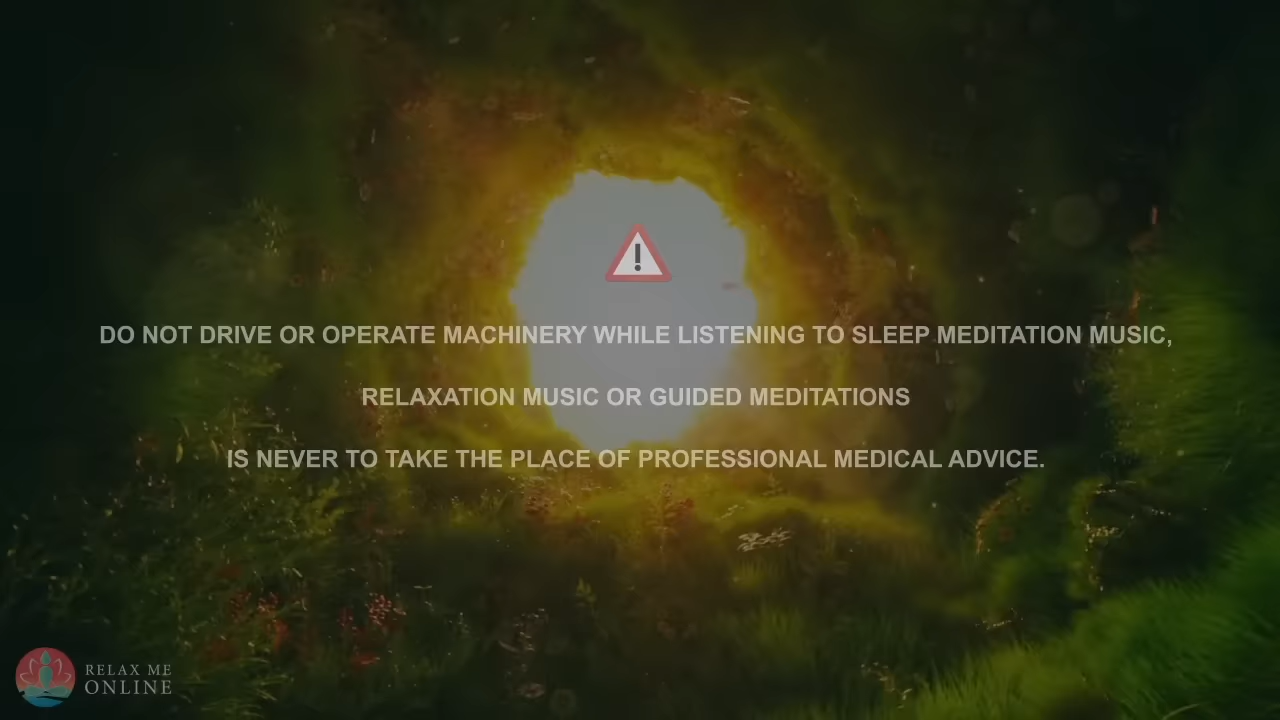 DO NOT DRIVE OR OPERATE MACHINERY WHILE LISTENING TO SLEEP MEDITATION MUSIC,
RELAXATION MUSIC OR GUIDED MEDITATIONS
IS NEVER TO TAKE THE PLACE OF PROFESSIONAL MEDICAL ADVICE.
RELAX ME
ONLINE